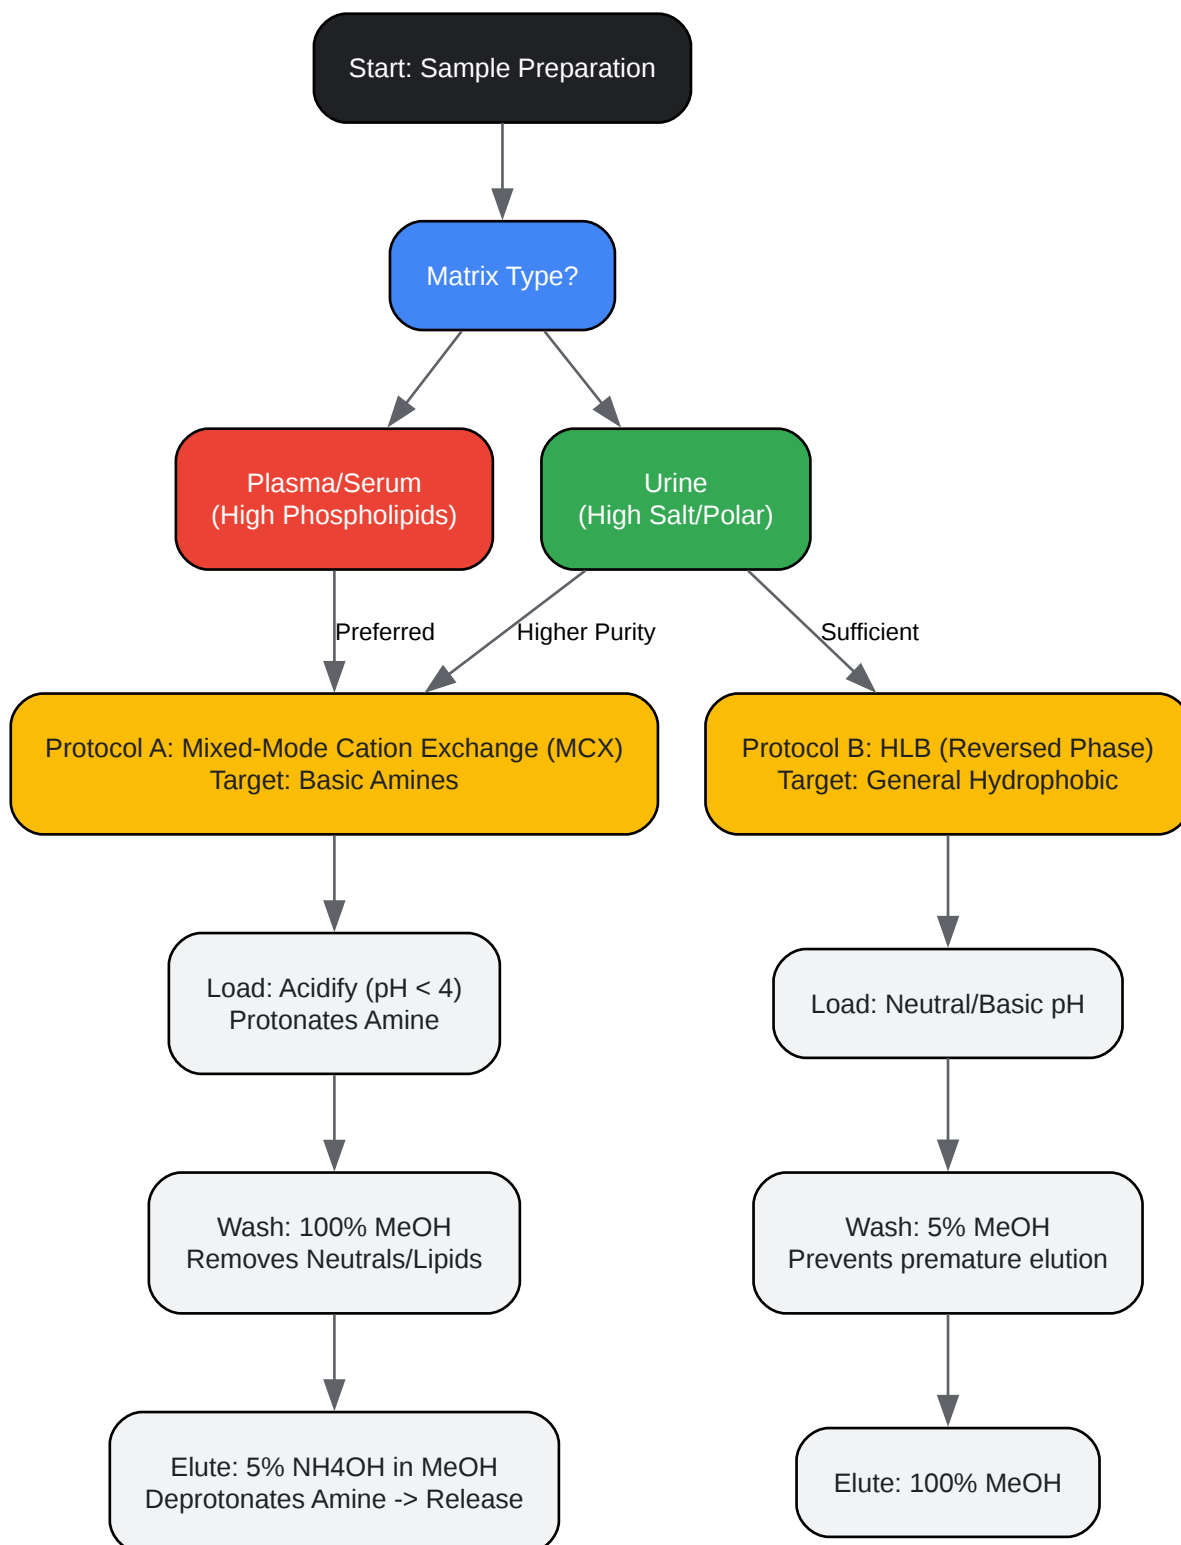 Start: Sample Preparation
Matrix Type?
Plasma/Serum
(High Phospholipids)
Urine
(High Salt/Polar)
Preferred
Higher Purity
Sufficient
Protocol A: Mixed-Mode Cation Exchange (MCX)
Target: Basic Amines
Protocol B: HLB (Reversed Phase)
Target: General Hydrophobic
Load: Acidify (pH < 4)
Protonates Amine
Load: Neutral/Basic pH
Wash: 100% MeOH
Removes Neutrals/Lipids
Wash: 5% MeOH
Prevents premature elution
Elute: 5% NH4OH in MeOH
Deprotonates Amine -> Release
Elute: 100% MeOH